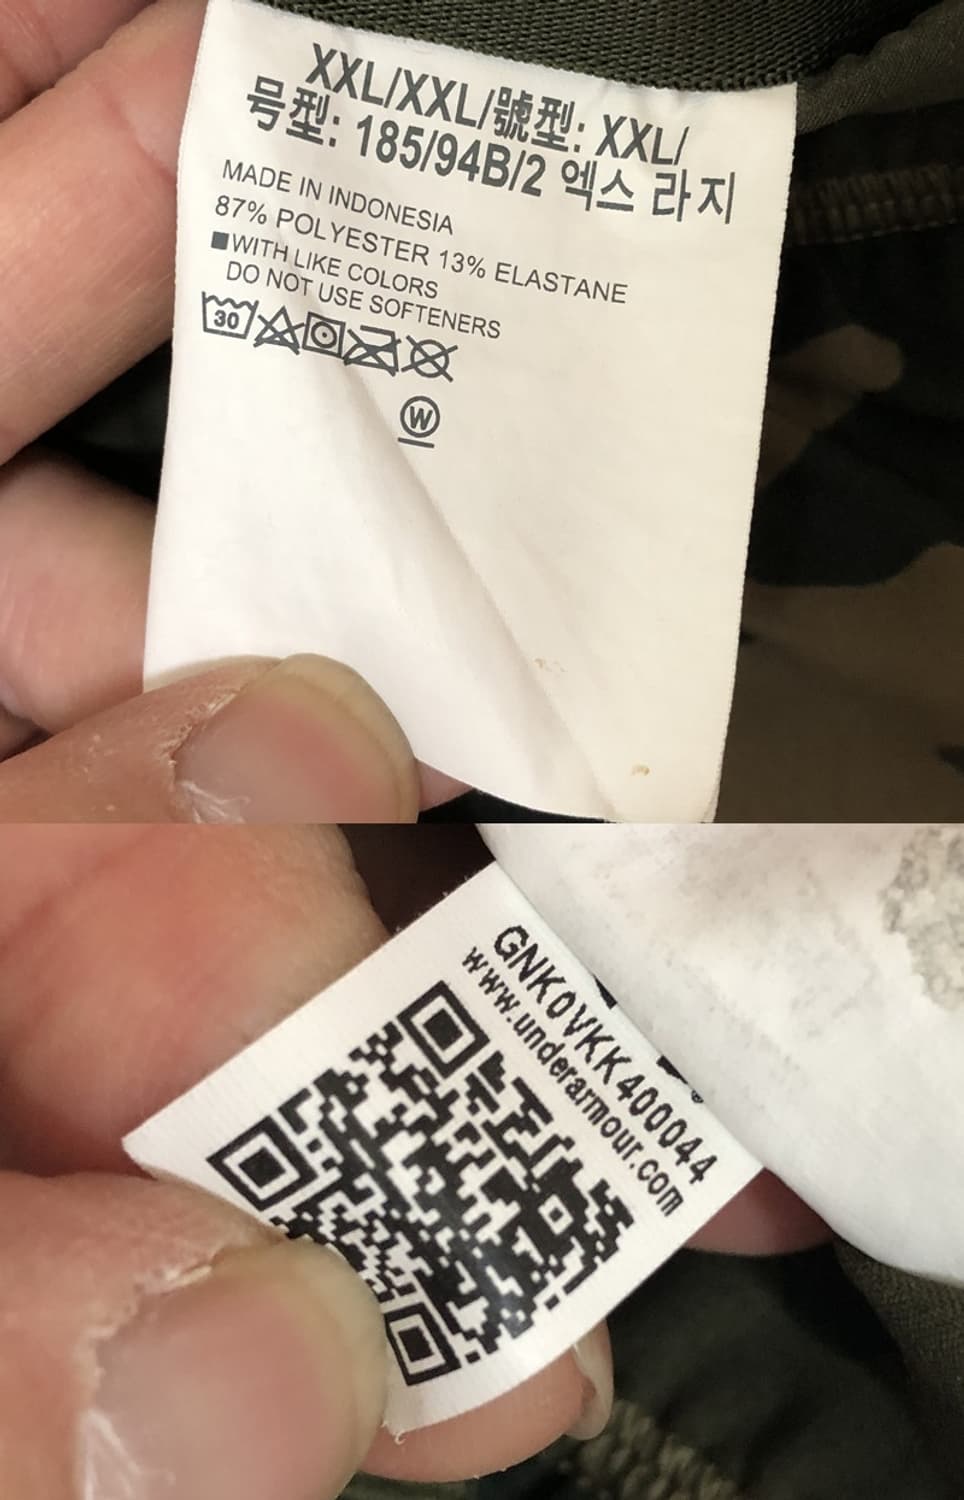 XXL/XXL/號型: XXL/
号型: 185/94B/2 엑스 라지
MADE IN INDONESIA
87% POLYESTER 13% ELASTANE
■WITH LIKE COLORS
DO NOT USE SOFTENERS
30
W
GNK0VKK400044
www.underarmour.com